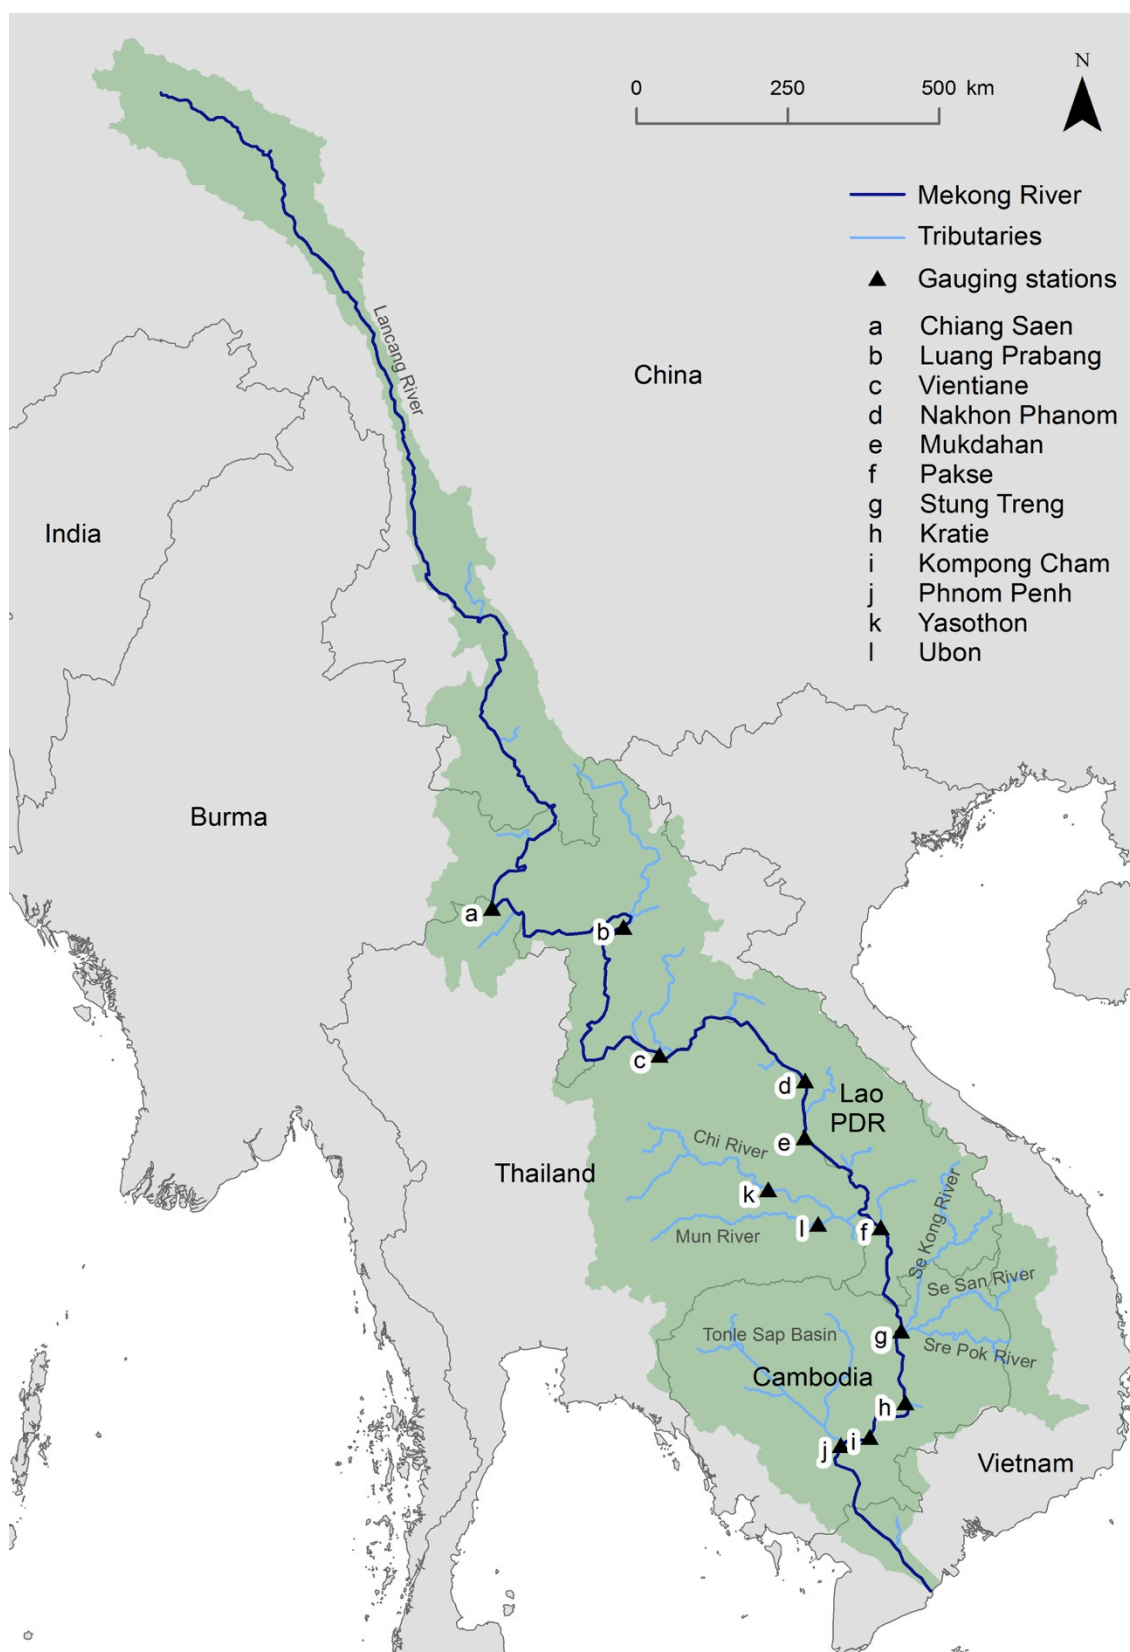 0 250 500 km
N
Mekong River
Tributaries
Gauging stations
a Chiang Saen
b Luang Prabang
c Vientiane
d Nakhon Phanom
e Mukdahan
f Pakse
g Stung Treng
h Kratie
i Kompong Cham
j Phnom Penh
k Yasothon
l Ubon
Lancang River
China
India
Burma
a
b
c
d
Lao
PDR
e
Chi River
Thailand
k
l
f
Mun River
Se Kong River
Se San River
Tonle Sap Basin
g
Sre Pok River
Cambodia
h
i
j
Vietnam